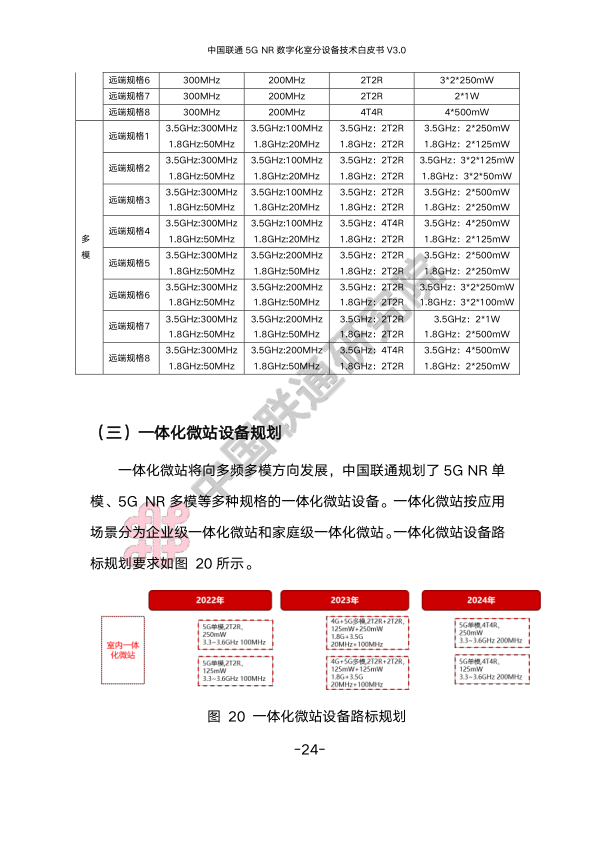 中国联通 5G NR 数字化室分设备技术白皮书 V3.0
远端规格6 300MHz 200MHz 2T2R 3*2*250mW
远端规格7 300MHz 200MHz 2T2R 2*1W
远端规格8 300MHz 200MHz 4T4R 4*500mW
多模
远端规格1 3.5GHz:300MHz 3.5GHz:100MHz 3.5GHz：2T2R 3.5GHz：2*250mW
1.8GHz:50MHz 1.8GHz:20MHz 1.8GHz：2T2R 1.8GHz：2*125mW
远端规格2 3.5GHz:300MHz 3.5GHz:100MHz 3.5GHz：2T2R 3.5GHz：3*2*125mW
1.8GHz:50MHz 1.8GHz:20MHz 1.8GHz：2T2R 1.8GHz：3*2*50mW
远端规格3 3.5GHz:300MHz 3.5GHz:100MHz 3.5GHz：2T2R 3.5GHz：2*500mW
1.8GHz:50MHz 1.8GHz:20MHz 1.8GHz：2T2R 1.8GHz：2*250mW
远端规格4 3.5GHz:300MHz 3.5GHz:100MHz 3.5GHz：4T4R 3.5GHz：4*250mW
1.8GHz:50MHz 1.8GHz:20MHz 1.8GHz：2T2R 1.8GHz：2*125mW
远端规格5 3.5GHz:300MHz 3.5GHz:200MHz 3.5GHz：2T2R 3.5GHz：2*500mW
1.8GHz:50MHz 1.8GHz:50MHz 1.8GHz：2T2R 1.8GHz：2*250mW
远端规格6 3.5GHz:300MHz 3.5GHz:200MHz 3.5GHz：2T2R 3.5GHz：3*2*250mW
1.8GHz:50MHz 1.8GHz:50MHz 1.8GHz：2T2R 1.8GHz：3*2*100mW
远端规格7 3.5GHz:300MHz 3.5GHz:200MHz 3.5GHz：2T2R 3.5GHz：2*1W
1.8GHz:50MHz 1.8GHz:50MHz 1.8GHz：2T2R 1.8GHz：2*500mW
远端规格8 3.5GHz:300MHz 3.5GHz:200MHz 3.5GHz：4T4R 3.5GHz：4*500mW
1.8GHz:50MHz 1.8GHz:50MHz 1.8GHz：2T2R 1.8GHz：2*250mW
中国联通研究院
（三）一体化微站设备规划
一体化微站将向多频多模方向发展，中国联通规划了 5G NR 单
模、5G NR 多模等多种规格的一体化微站设备。一体化微站按应用
场景分为企业级一体化微站和家庭级一体化微站。一体化微站设备路
标规划要求如图 20 所示。
2022年 2023年 2024年
室内一体
化微站
5G单模,2T2R、
250mW
3.3~3.6GHz 100MHz
5G单模,2T2R、
125mW
3.3~3.6GHz 100MHz
4G+5G多模,2T2R+2T2R,
125mW+250mW
1.8G+3.5G
20MHz+100MHz
4G+5G多模,2T2R+2T2R,
125mW+125mW
1.8G+3.5G
20MHz+100MHz
5G单模,4T4R、
250mW
3.3~3.6GHz 200MHz
5G单模,4T4R、
125mW
3.3~3.6GHz 200MHz
图 20 一体化微站设备路标规划
-24-